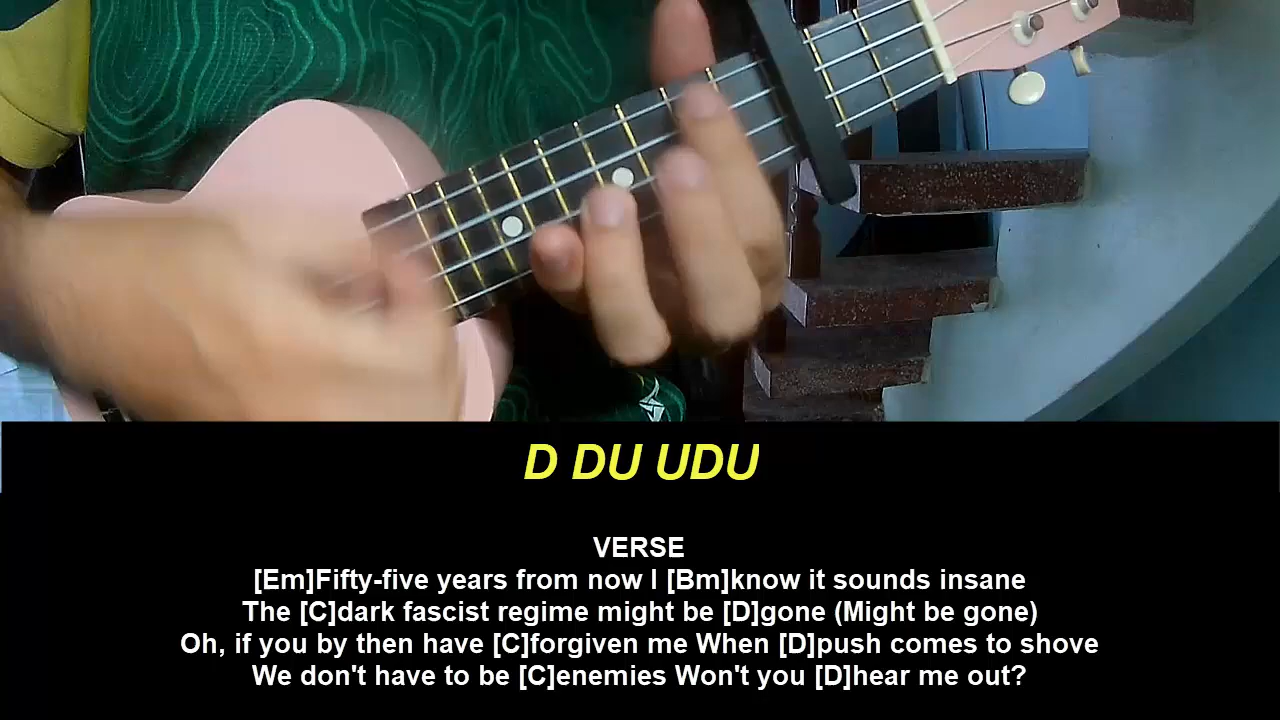 D DU UDU
VERSE
[Em]Fifty-five years from now I [Bm]know it sounds insane
The [C]dark fascist regime might be [D]gone (Might be gone)
Oh, if you by then have [C]forgiven me When [D]push comes to shove
We don't have to be [C]enemies Won't you [D]hear me out?